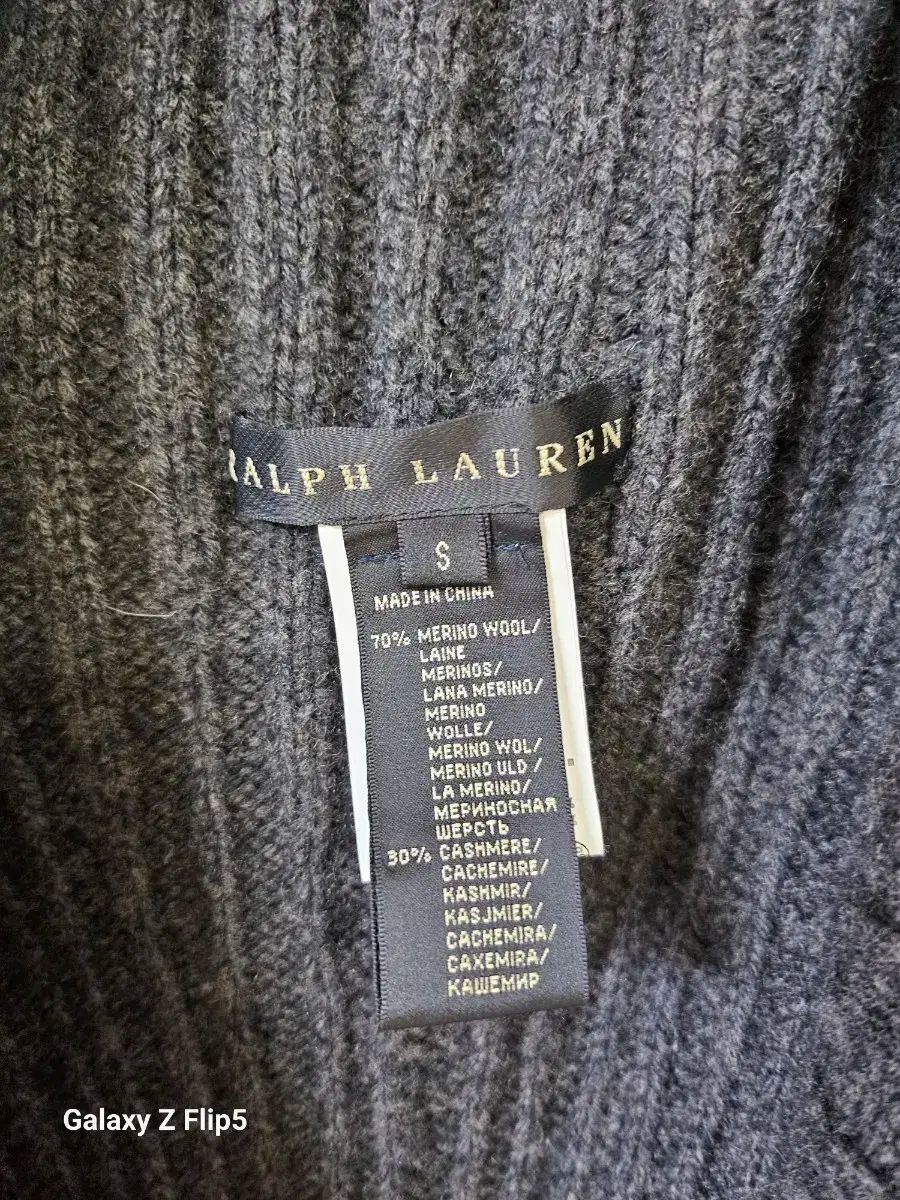 RALPH LAUREN
S
MADE IN CHINA
70% MERINO WOOL/
LAINE
MERINOS/
LANA MERINO/
MERINO
WOLLE/
MERINO WOL/
MERINO ULD /
LA MERINO/
МЕРИНОСНАЯ
ШЕРСТЬ
30% CASHMERE/
CACHEMIRE/
KASHMIR/
KASJMIER/
CACHEMIRA/
CAXEMIRA/
КАШЕМИР
Galaxy Z Flip5